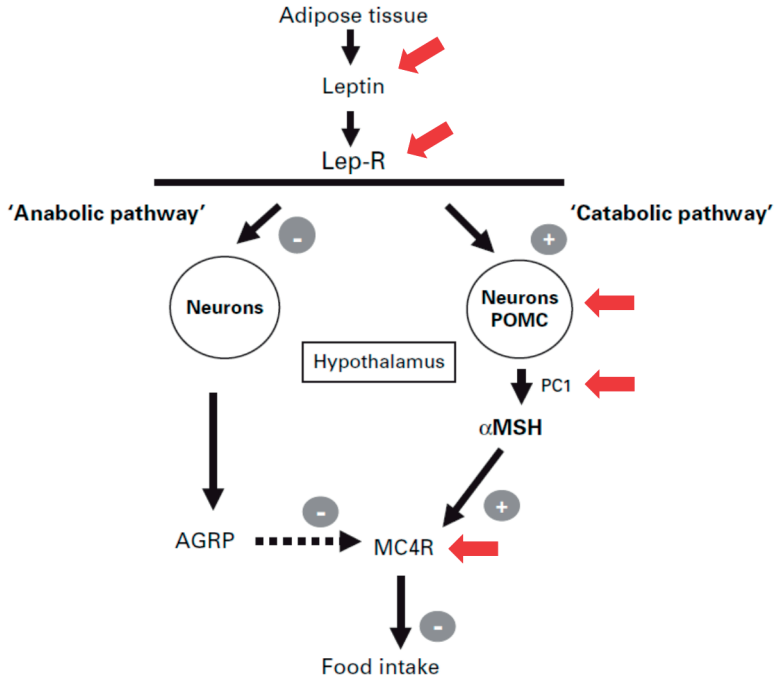 Adipose tissue
Leptin
Lep-R
‘Anabolic pathway’
‘Catabolic pathway’
-
+
Neurons
Neurons
POMC
Hypothalamus
PC1
αMSH
-
+
AGRP
MC4R
-
Food intake